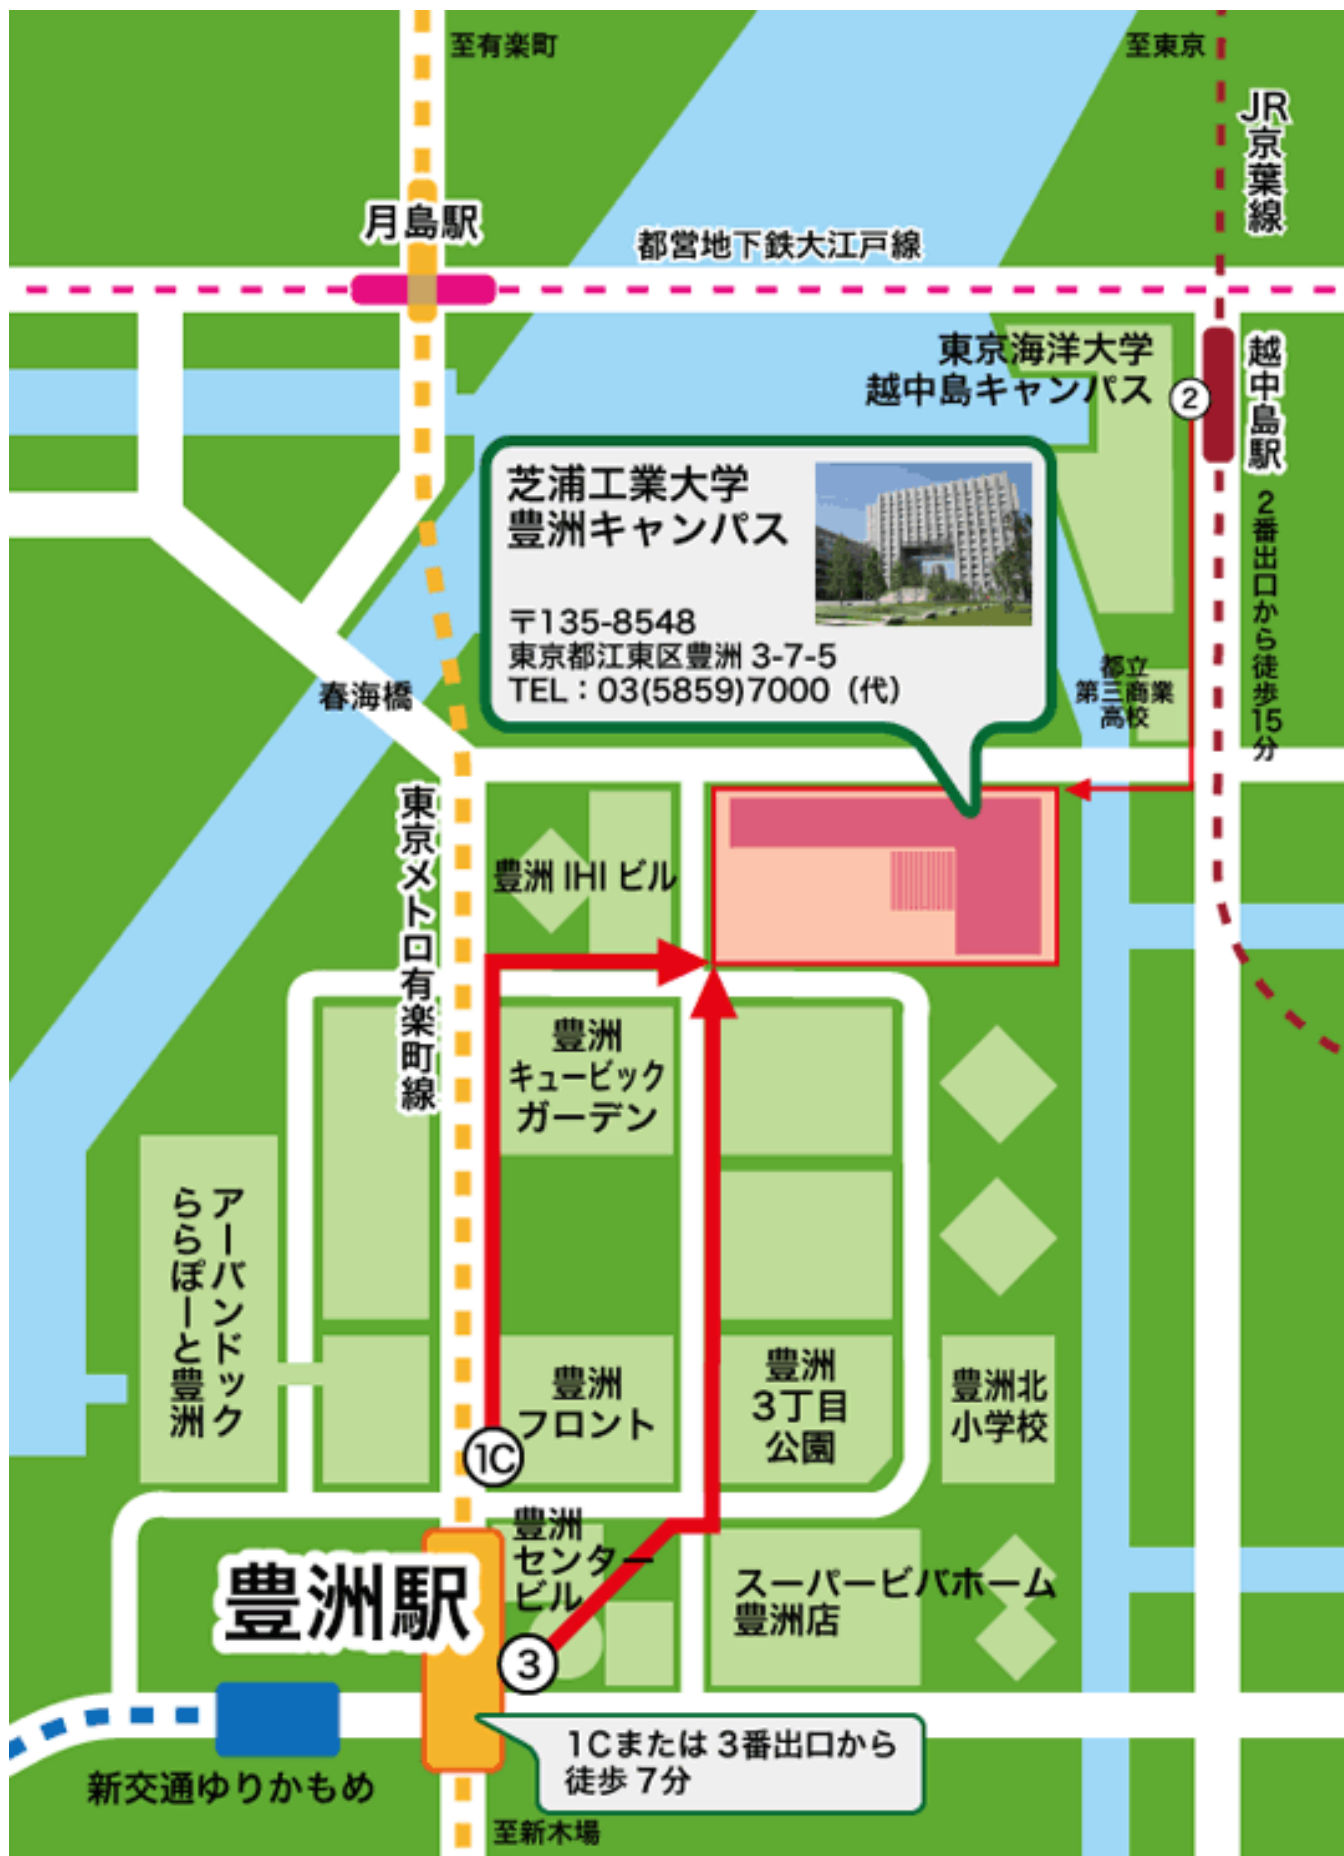 至有楽町
至東京
JR京葉線
月島駅
都営地下鉄大江戸線
東京海洋大学
越中島キャンパス
2
越中島駅
2番出口から徒歩15分
芝浦工業大学
豊洲キャンパス
〒135-8548
東京都江東区豊洲 3-7-5
TEL：03(5859)7000（代）
都立
第三商業
高校
春海橋
東京メトロ有楽町線
豊洲 IHI ビル
豊洲
キュービック
ガーデン
アーバンドック
ららぽーと豊洲
豊洲
フロント
豊洲
3丁目
公園
豊洲北
小学校
1C
豊洲
センター
ビル
豊洲駅
スーパービバホーム
豊洲店
3
1Cまたは 3番出口から
徒歩 7分
新交通ゆりかもめ
至新木場